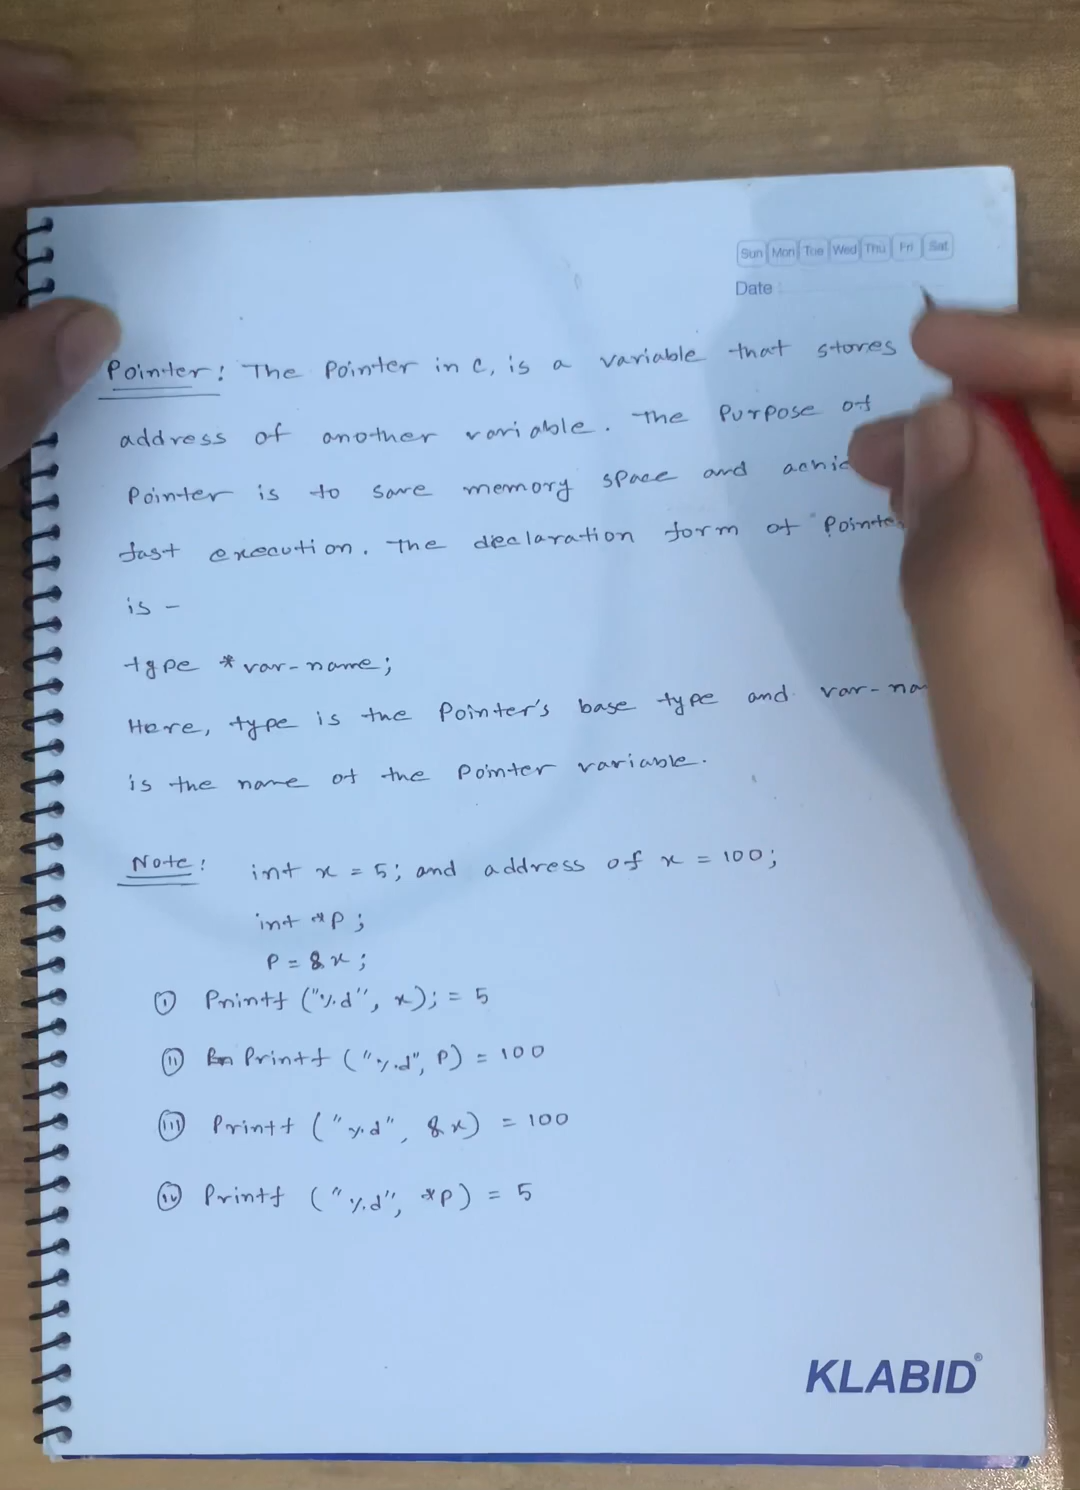 Sun Mon Tue Wed Thu Fri Sat
Date
Pointer: The Pointer in C, is a variable that stores
address of another variable. The Purpose of
Pointer is to save memory space and
fast execution. The declaration form of Pointer
is -
type *var-name;
Here, type is the Pointer's base type and var-na
is the name of the Pointer variable.
Note: int x = 5; and address of x = 100;
int *P;
P = &x;
(i) Printf ("%d", x); = 5
(ii) Printf ("%d", P) = 100
(iii) Printf ("%d", &x) = 100
(iv) Printf ("%d", *P) = 5
KLABID®